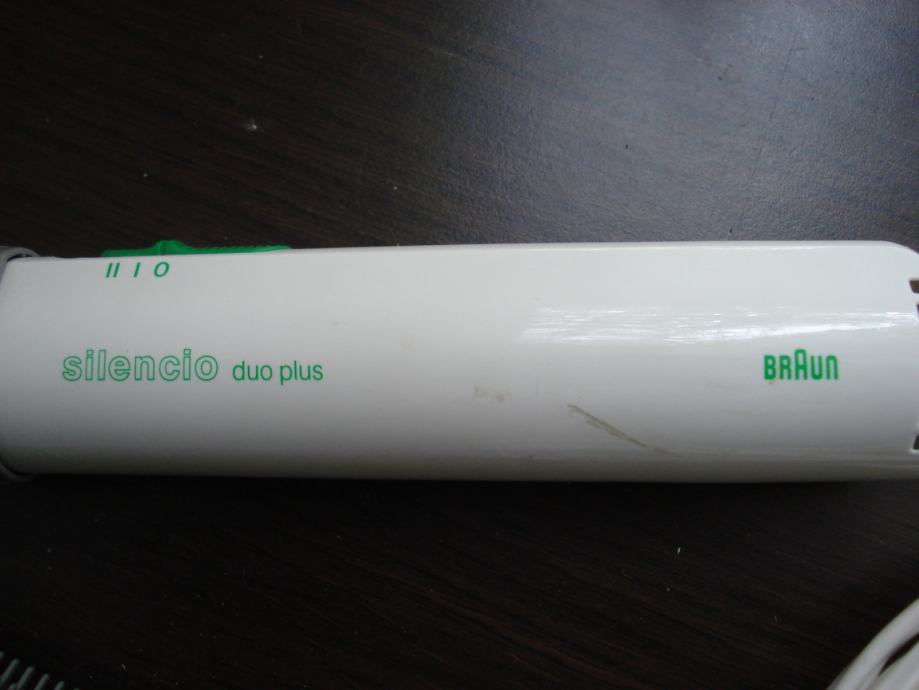 II I O
silencio duo plus
BRAUN